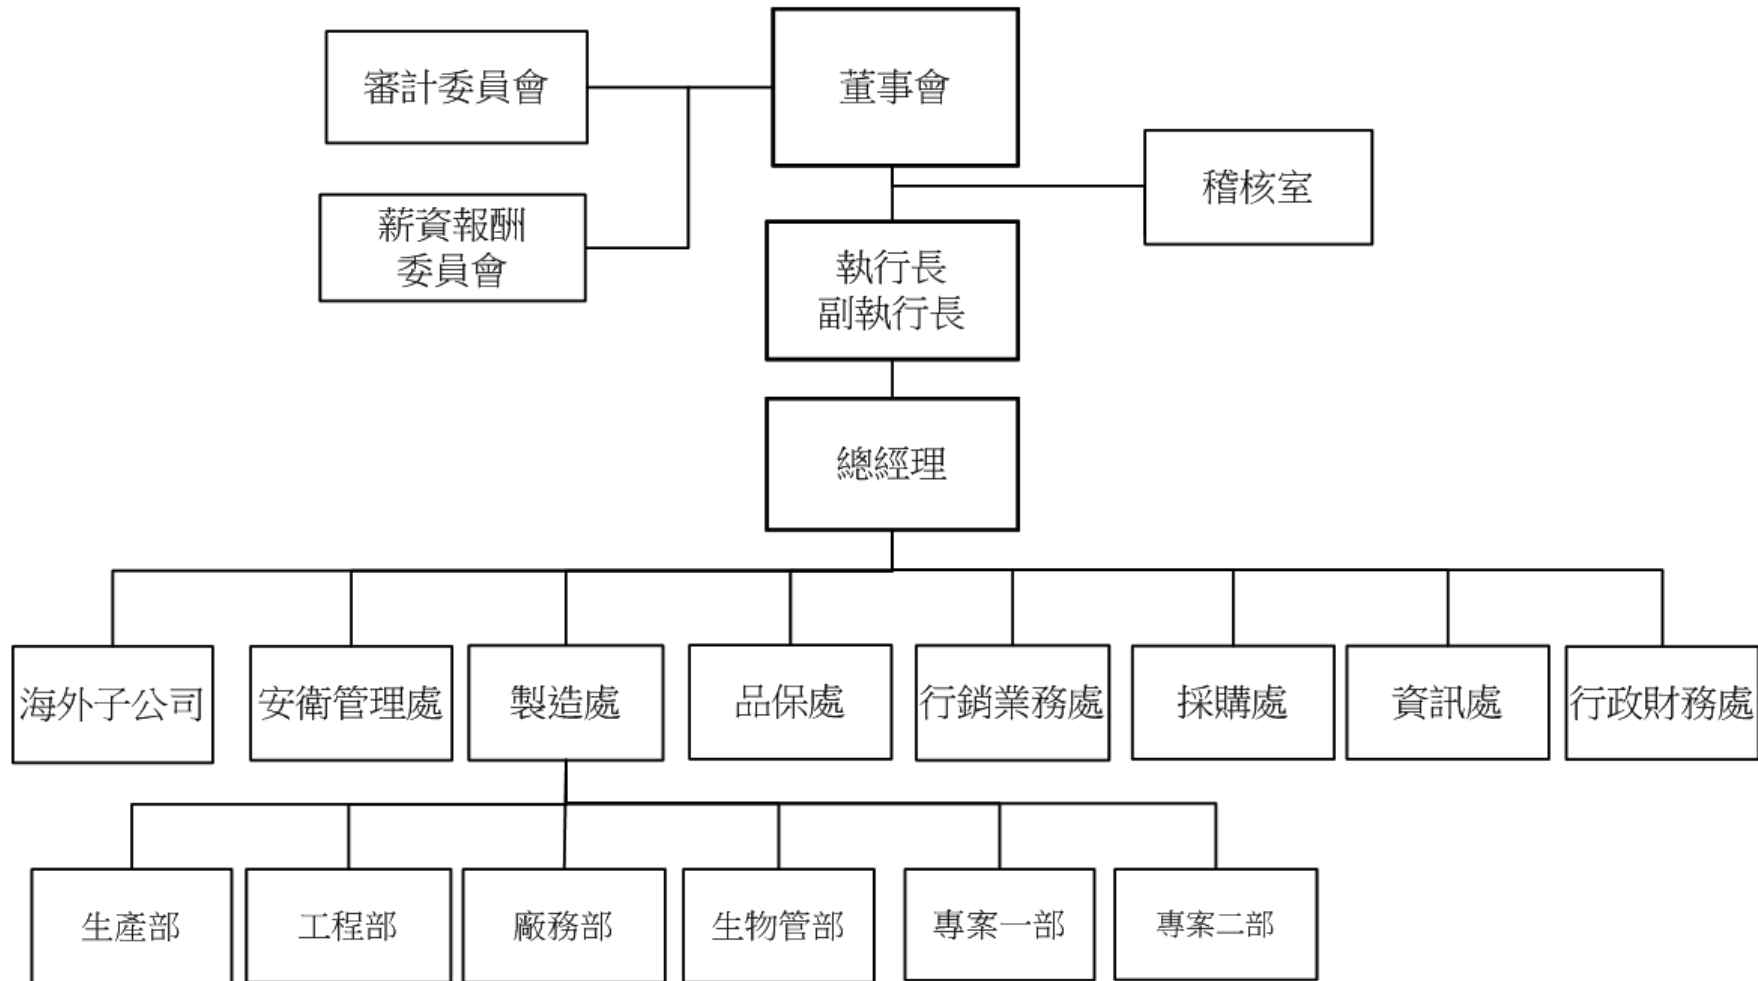 審計委員會
董事會
稽核室
薪資報酬
委員會
執行長
副執行長
總經理
海外子公司
安衛管理處
製造處
品保處
行銷業務處
採購處
資訊處
行政財務處
生產部
工程部
廠務部
生物管部
專案一部
專案二部